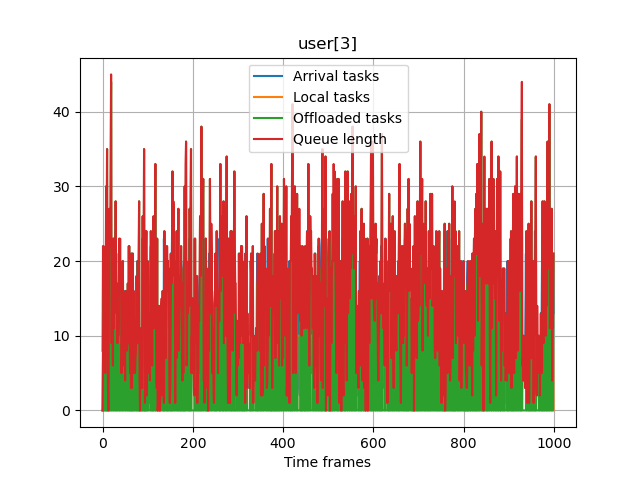 user[3]
Arrival tasks
Local tasks
Offloaded tasks
Queue length
40
30
20
10
0
0 200 400 600 800 1000
Time frames